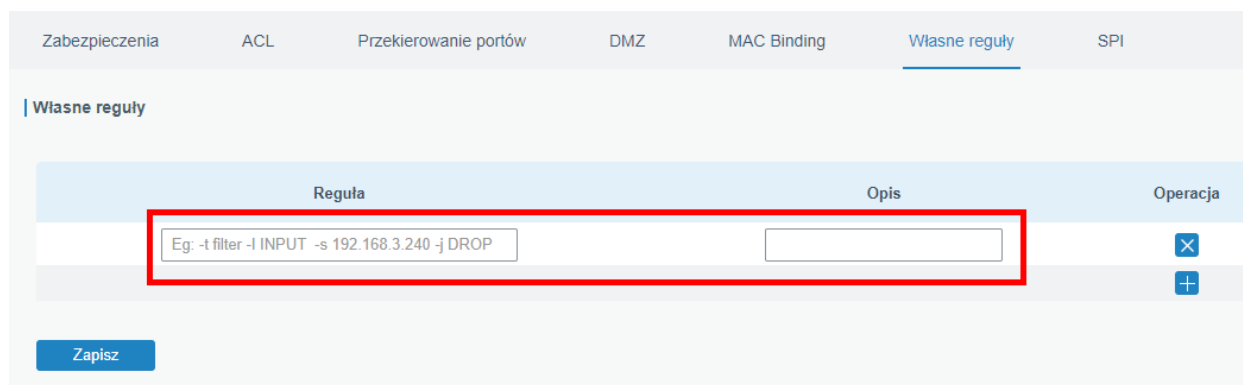 Zabezpieczenia ACL Przekierowanie portów DMZ MAC Binding Własne reguły SPI
Własne reguły
Reguła Opis Operacja
Eg: -t filter -I INPUT -s 192.168.3.240 -j DROP
Zapisz